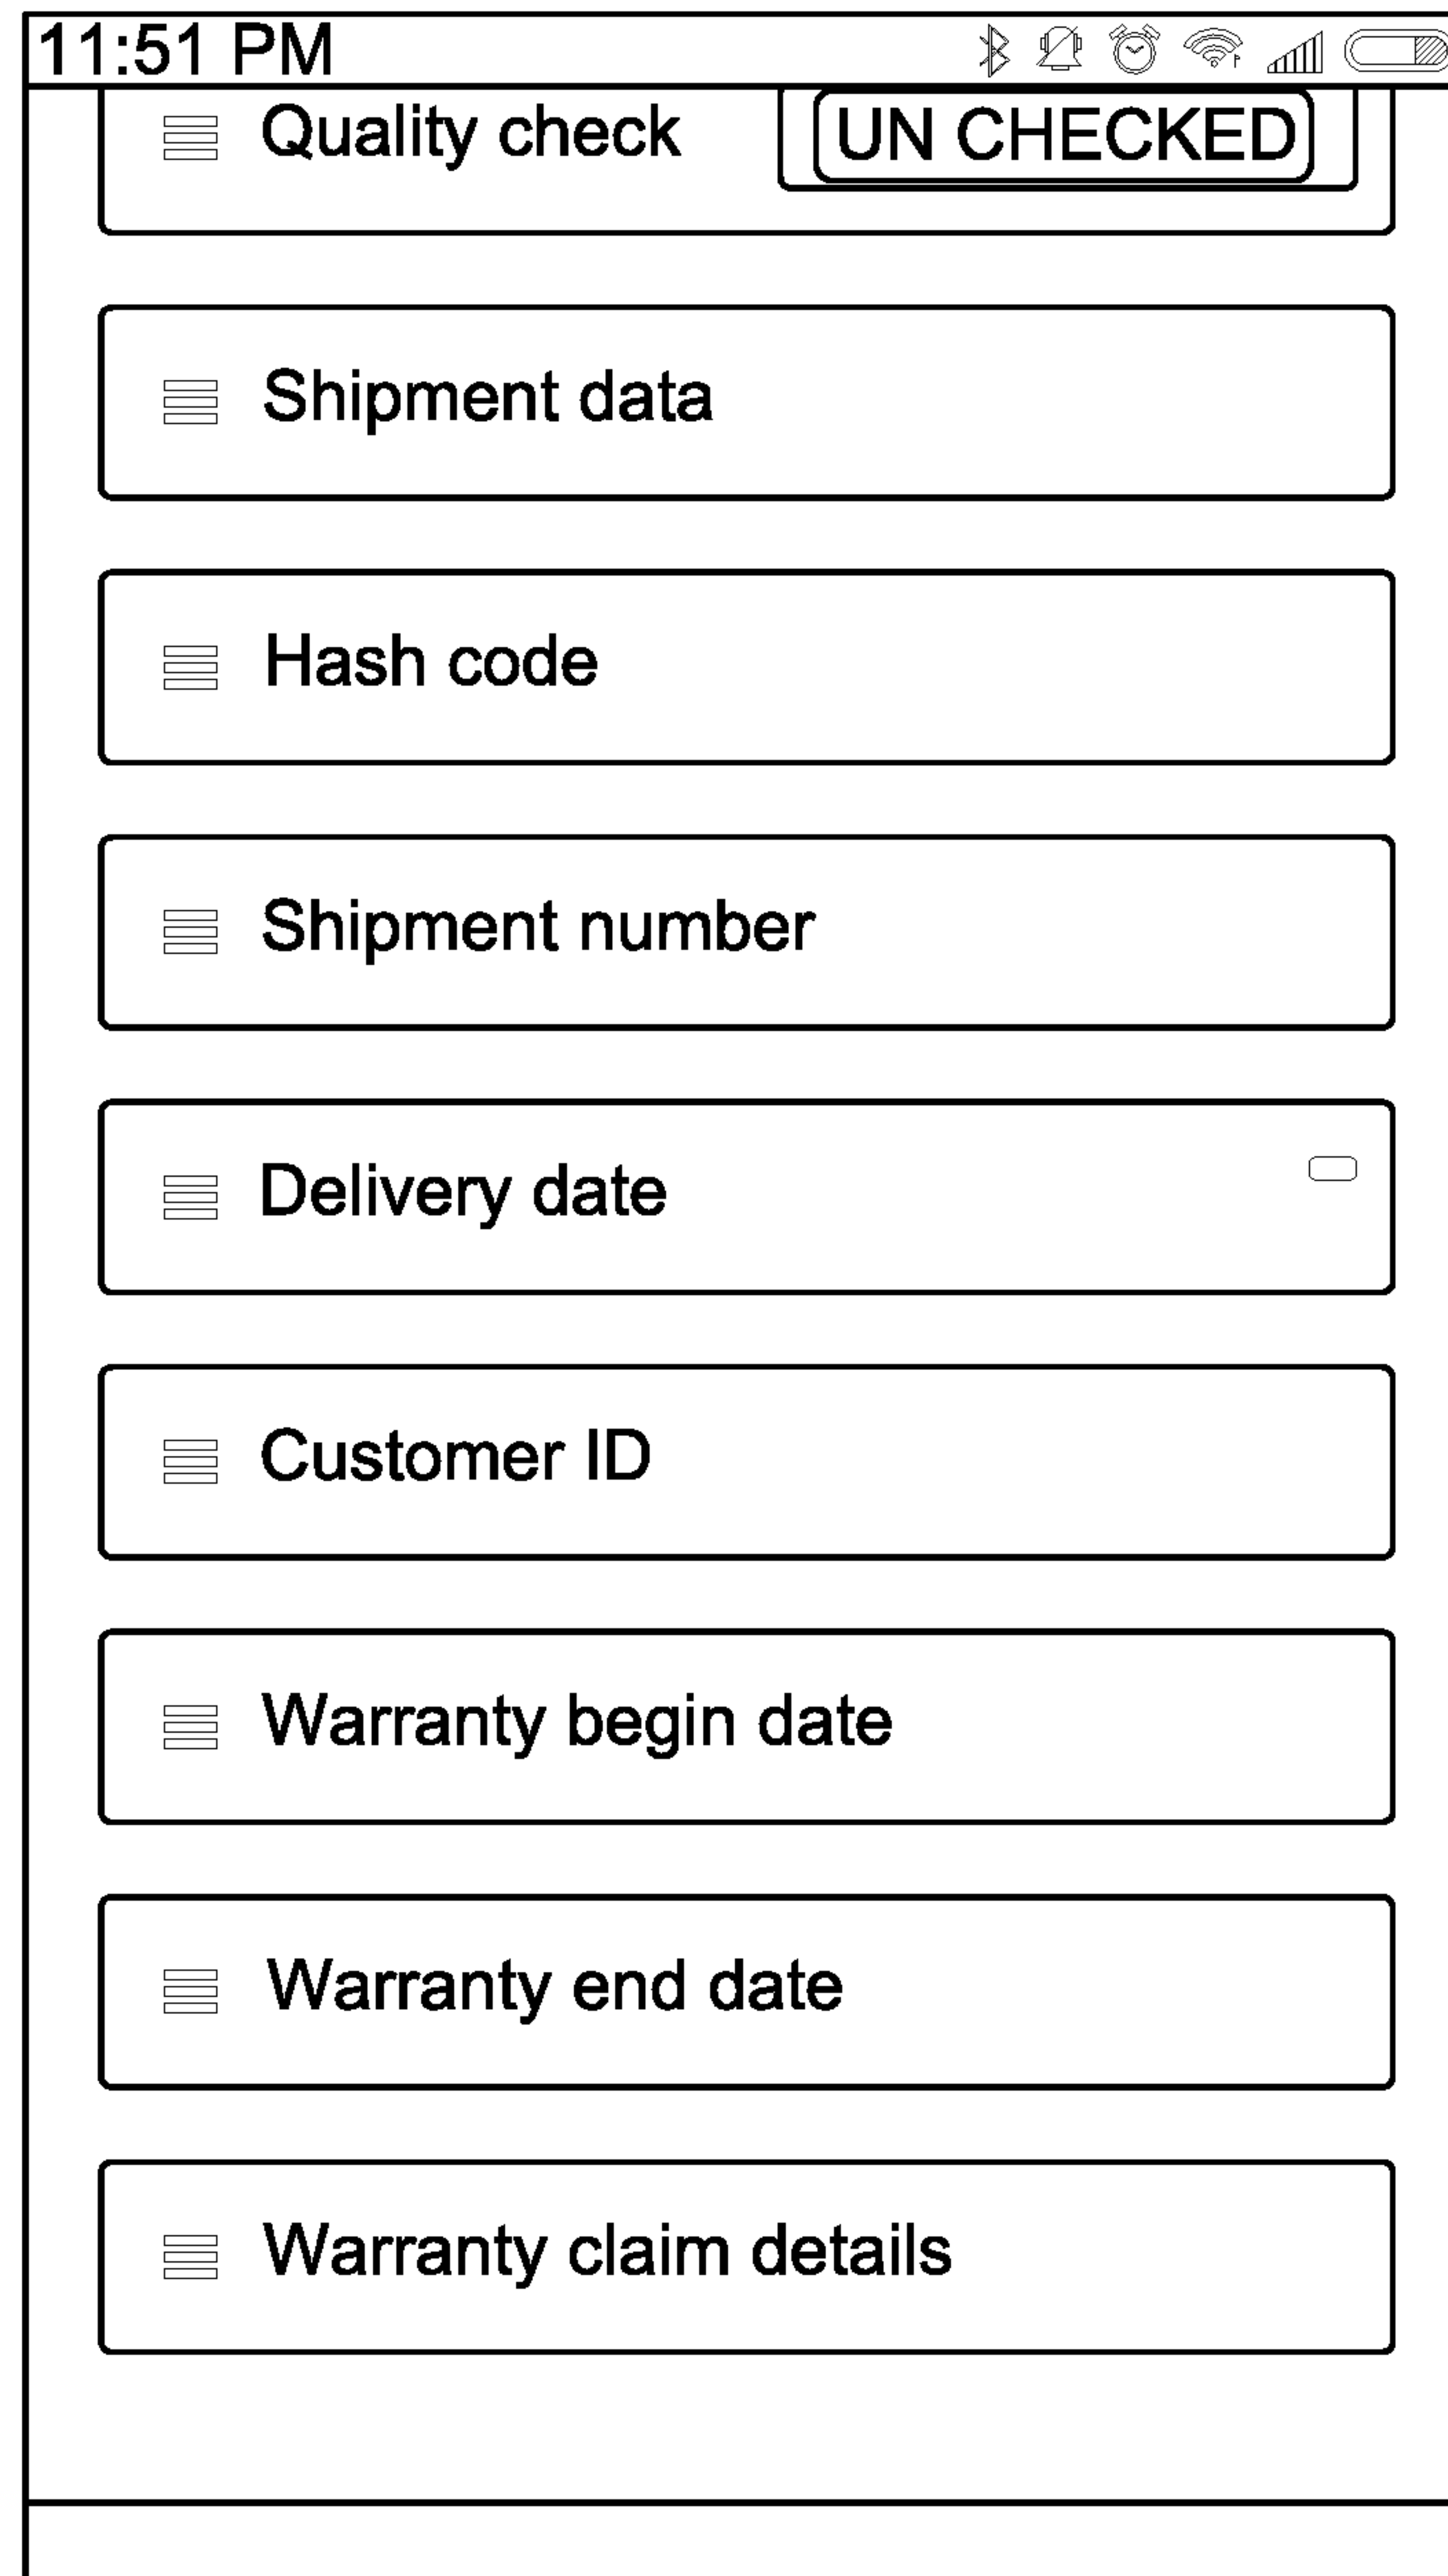 11:51 PM
Quality check UN CHECKED
Shipment data
Hash code
Shipment number
Delivery date
Customer ID
Warranty begin date
Warranty end date
Warranty claim details